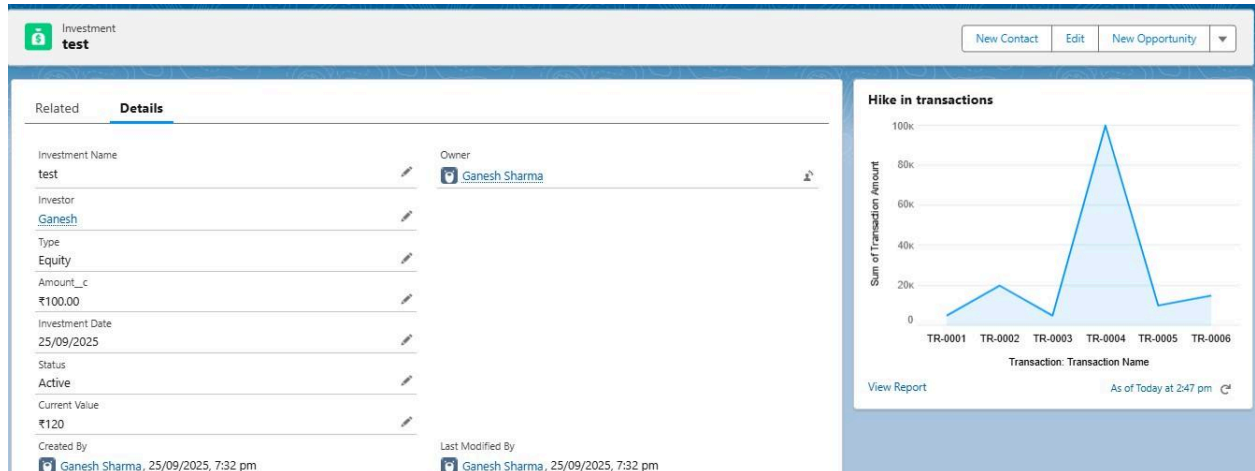 Investment
test
New Contact
Edit
New Opportunity
Related
Details
Investment Name
test
Owner
Ganesh Sharma
Investor
Ganesh
Type
Equity
Amount__c
₹100.00
Investment Date
25/09/2025
Status
Active
Current Value
₹120
Created By
Ganesh Sharma, 25/09/2025, 7:32 pm
Last Modified By
Ganesh Sharma, 25/09/2025, 7:32 pm
Hike in transactions
Sum of Transaction Amount
100K
80K
60K
40K
20K
0
TR-0001 TR-0002 TR-0003 TR-0004 TR-0005 TR-0006
Transaction: Transaction Name
View Report
As of Today at 2:47 pm